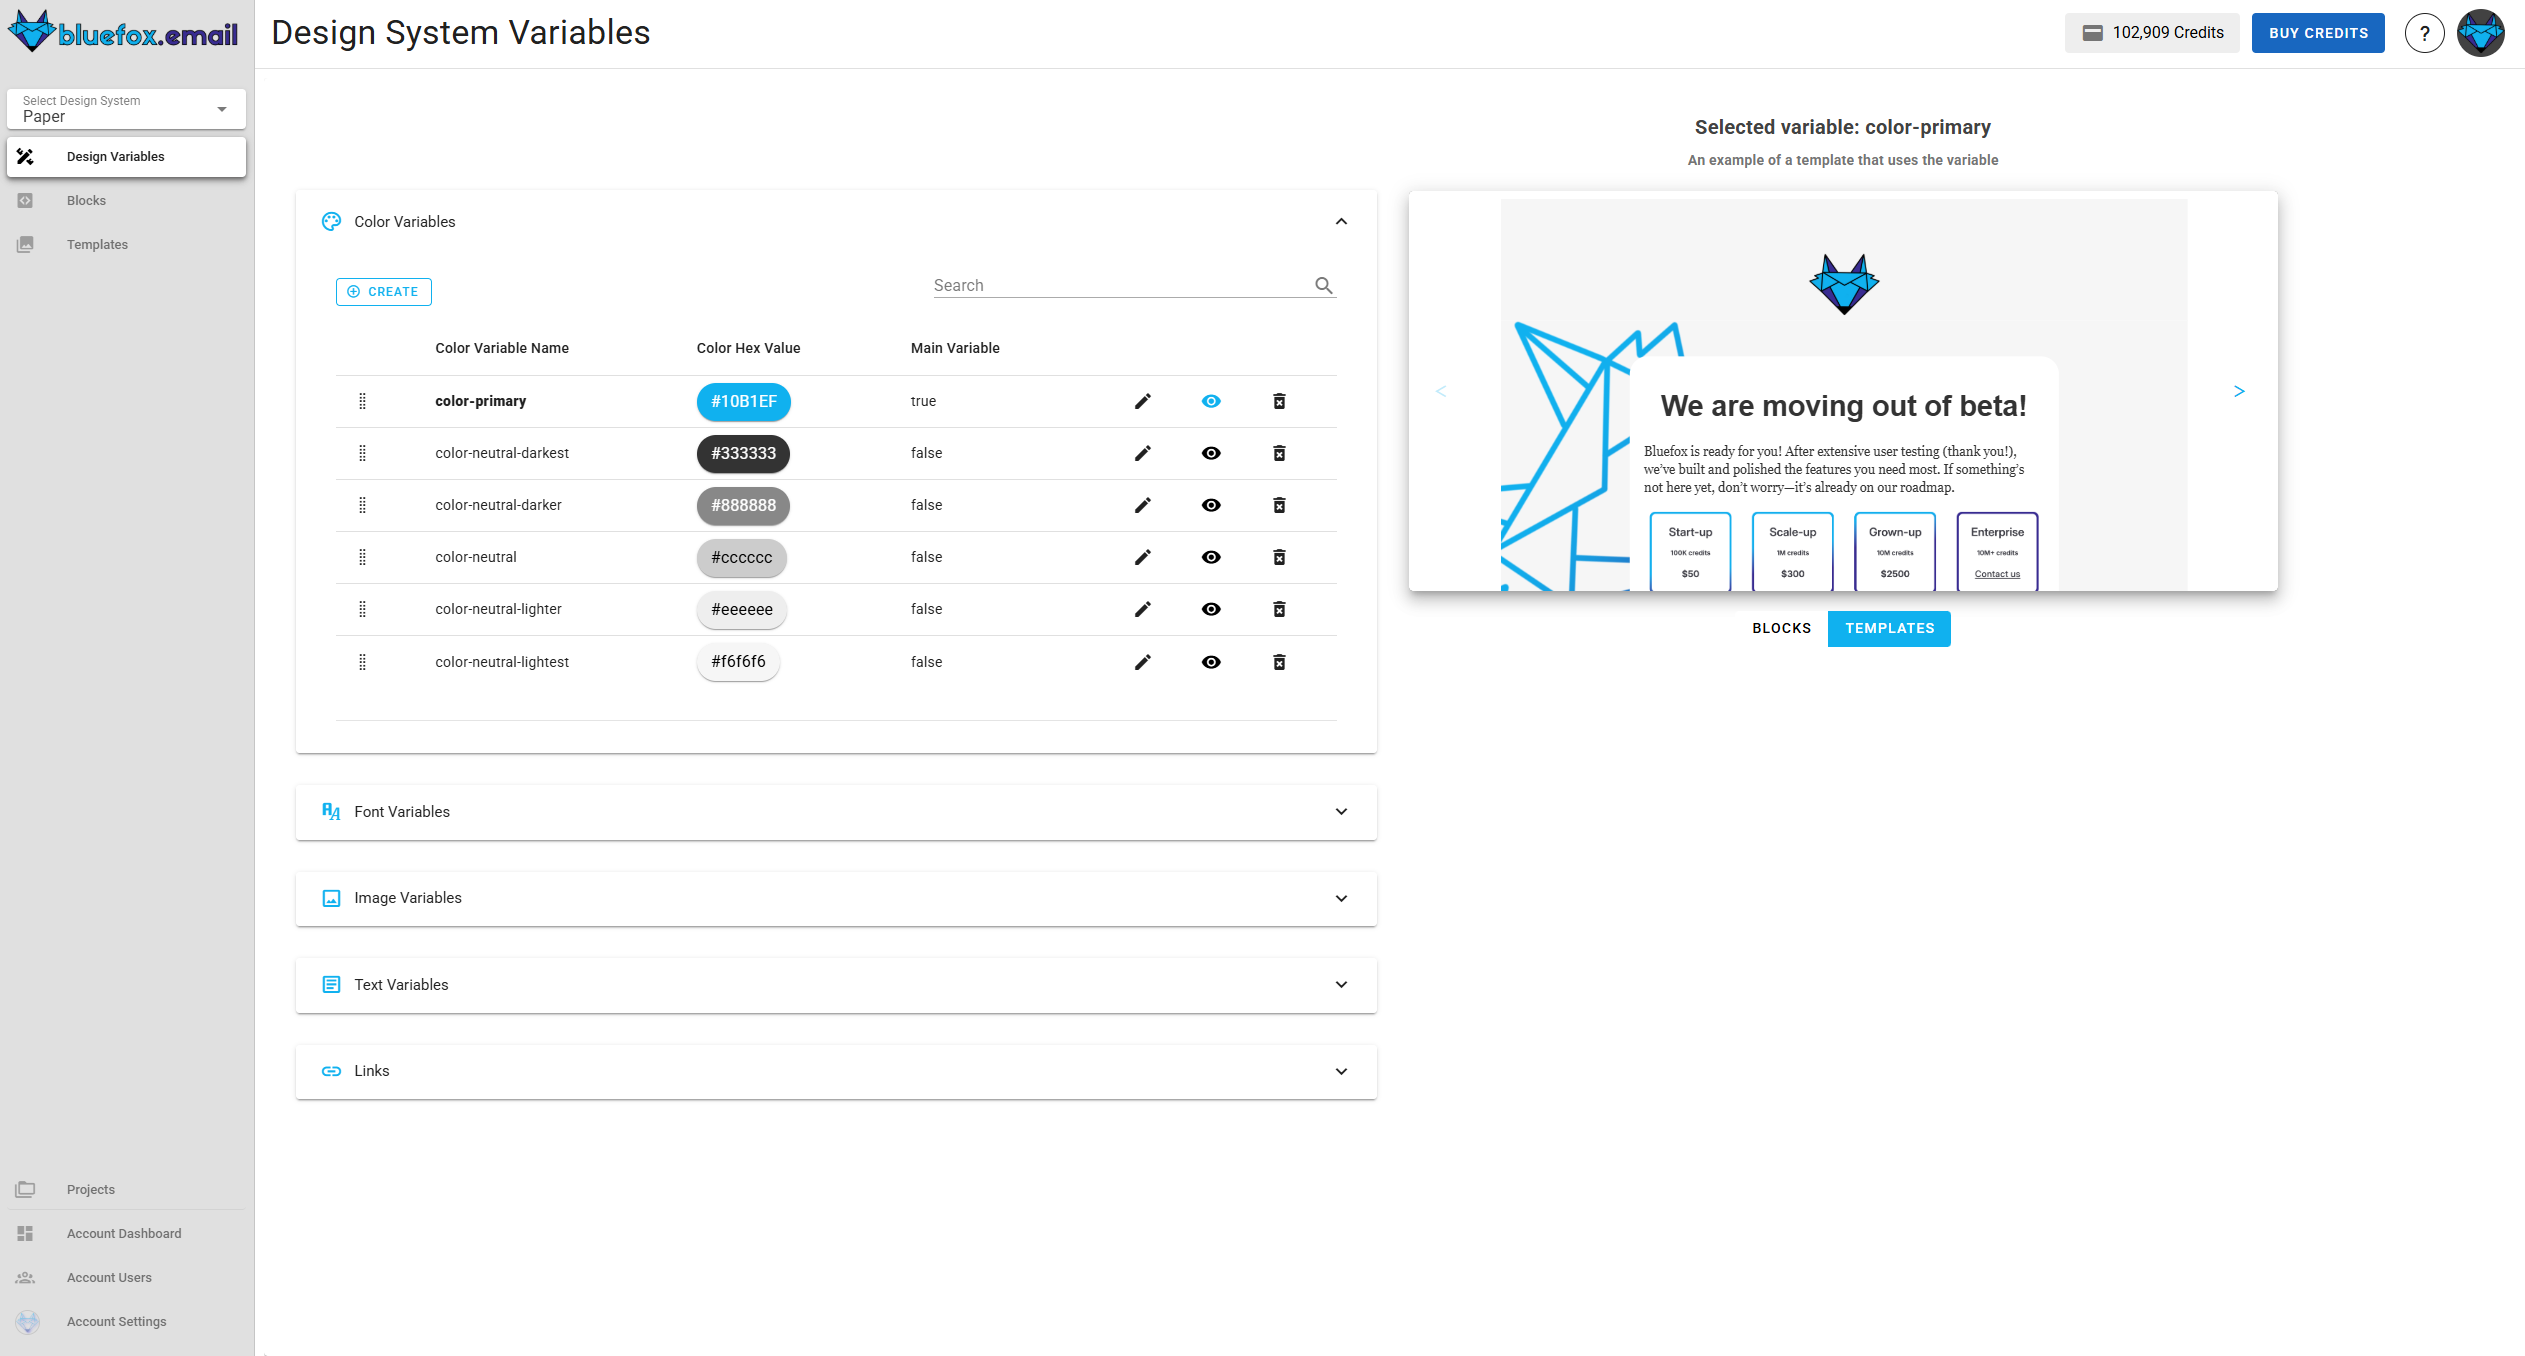 bluefox.email
Design System Variables
102,909 Credits
BUY CREDITS
?
Select Design System
Paper
Design Variables
Blocks
Templates
Selected variable: color-primary
An example of a template that uses the variable
Color Variables
CREATE
Search
Color Variable Name
Color Hex Value
Main Variable
color-primary
#10B1EF
true
color-neutral-darkest
#333333
false
color-neutral-darker
#888888
false
color-neutral
#cccccc
false
color-neutral-lighter
#eeeeee
false
color-neutral-lightest
#f6f6f6
false
<
>
We are moving out of beta!
Bluefox is ready for you! After extensive user testing (thank you!),
we've built and polished the features you need most. If something's
not here yet, don't worry—it's already on our roadmap.
Start-up
100K credits
$50
Scale-up
1M credits
$300
Grown-up
10M credits
$2500
Enterprise
10M+ credits
Contact us
BLOCKS
TEMPLATES
Font Variables
Image Variables
Text Variables
Links
Projects
Account Dashboard
Account Users
Account Settings